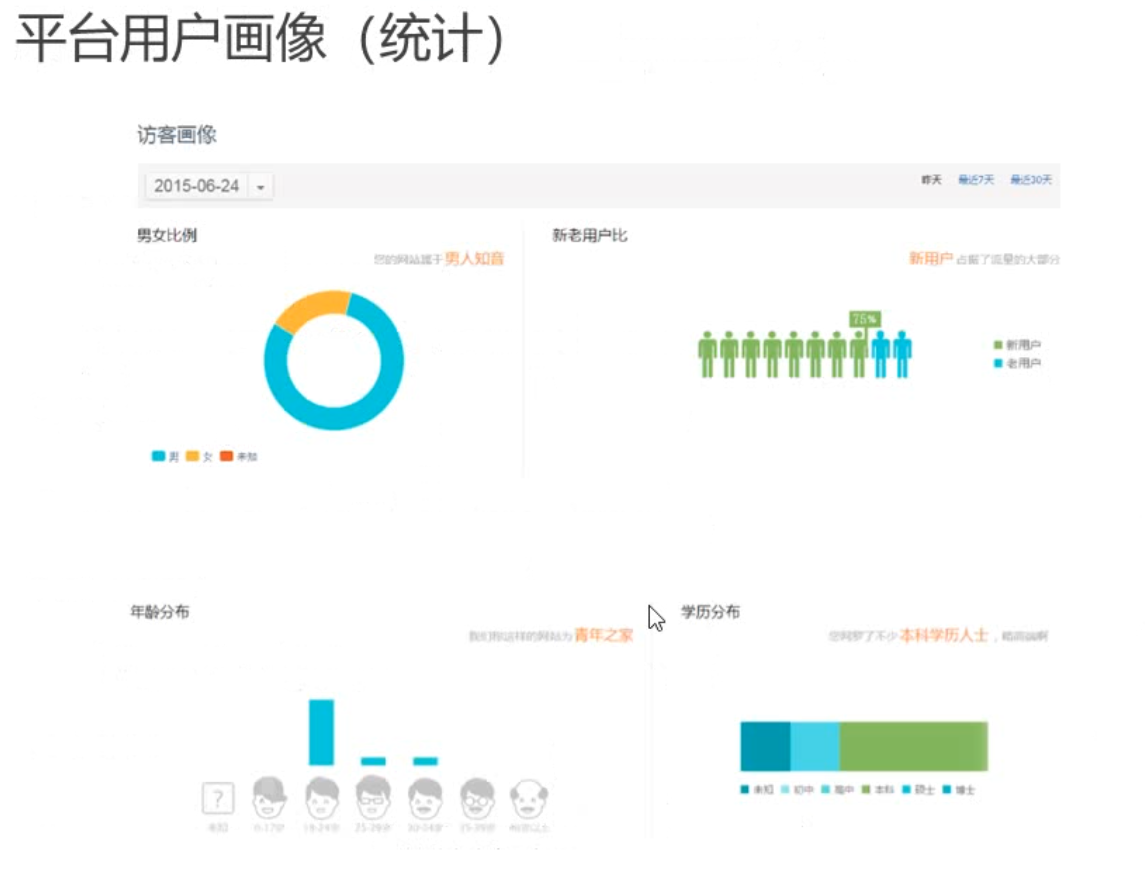 平台用户画像（统计）
访客画像
2015-06-24
昨天 最近7天 最近30天
男女比例
您的网站属于男人知音
男 女 未知
新老用户比
新用户 占据了流量的大部分
75%
新用户
老用户
年龄分布
我们称这样的网站为 青年之家
未知 0-17岁 18-24岁 25-29岁 30-34岁 35-39岁 40岁以上
学历分布
您网罗了不少 本科学历人士，
未知 初中 高中 本科 硕士 博士